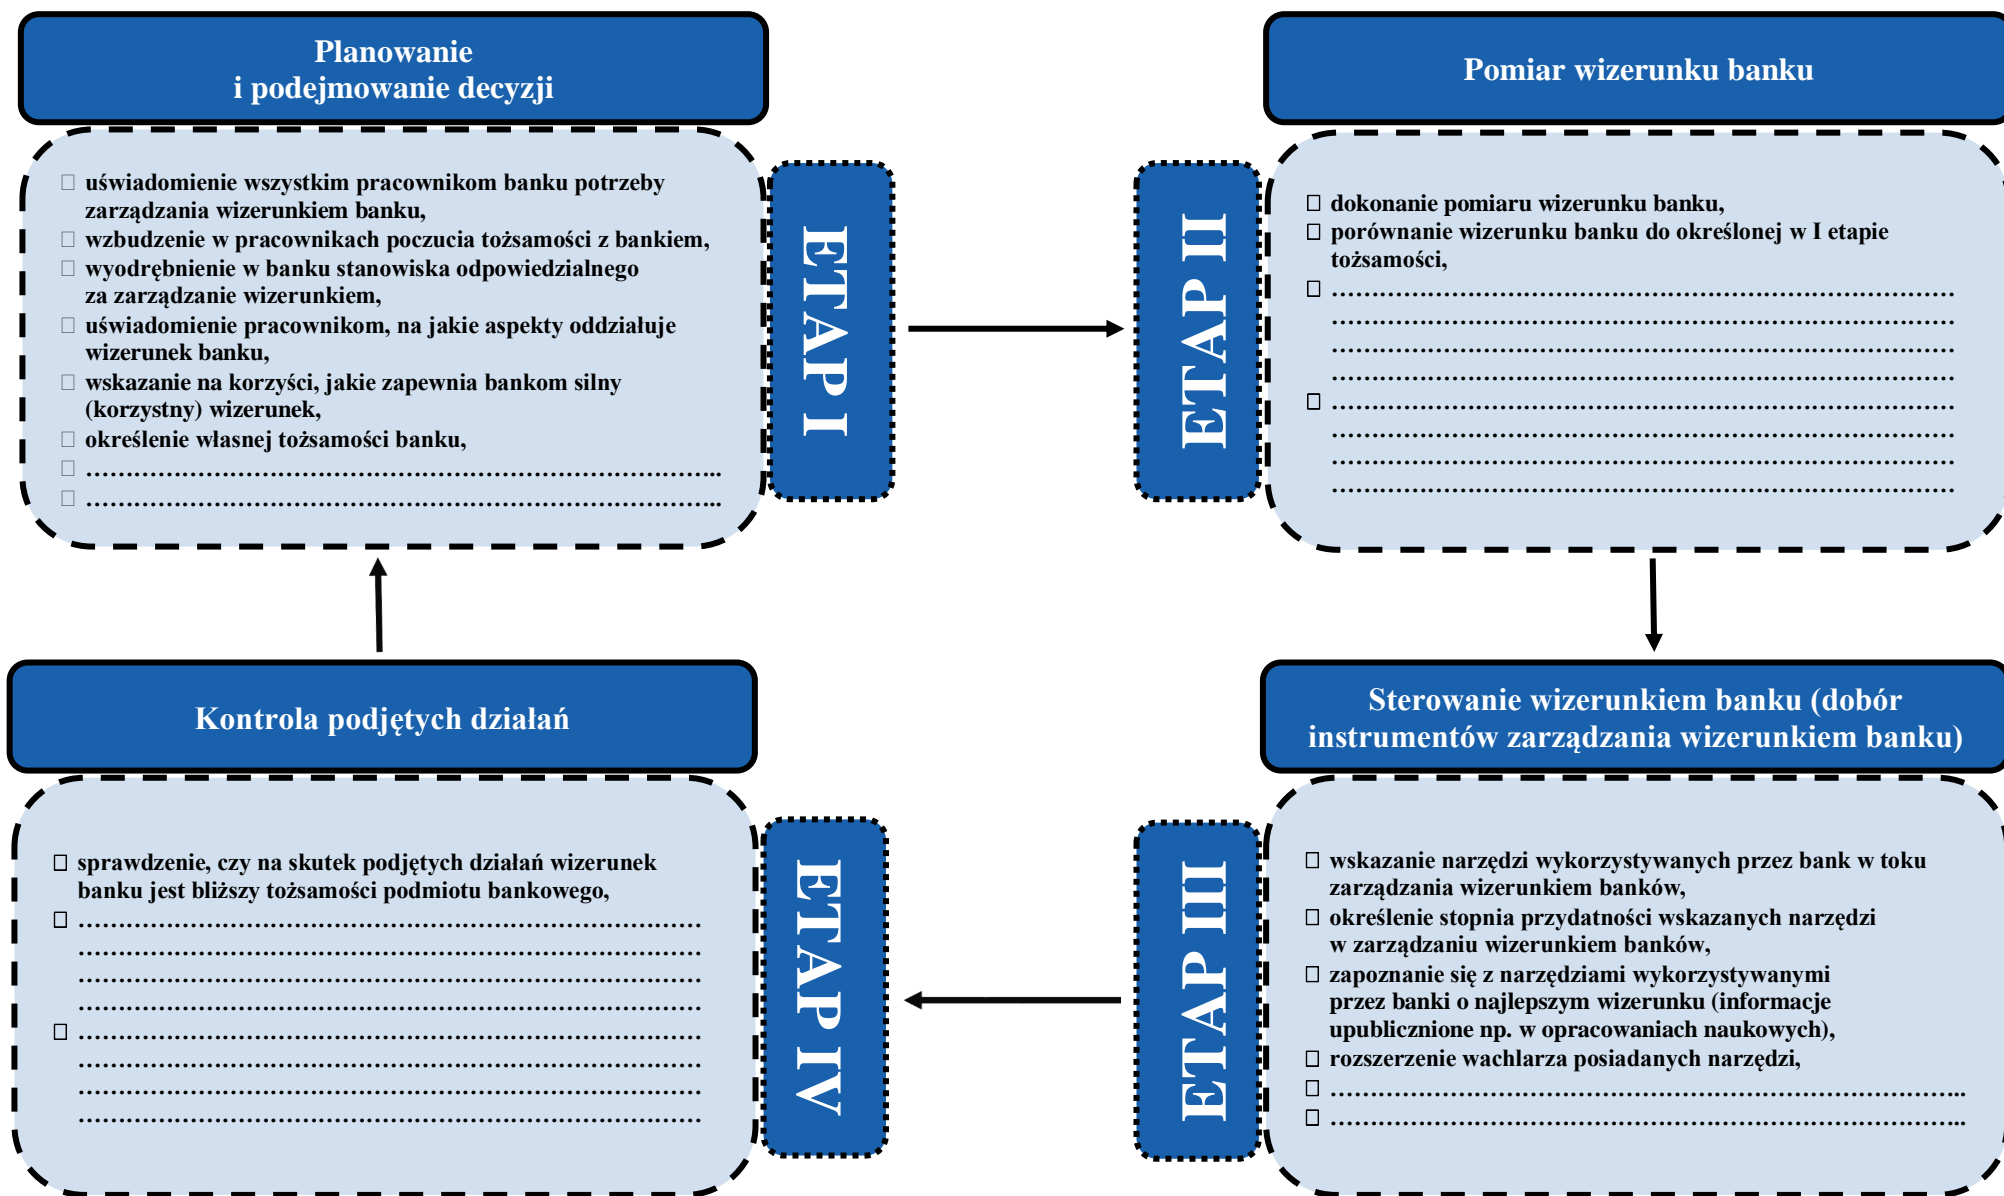 Planowanie
i podejmowanie decyzji
□ uświadomienie wszystkim pracownikom banku potrzeby
zarządzania wizerunkiem banku,
□ wzbudzenie w pracownikach poczucia tożsamości z bankiem,
□ wyodrębnienie w banku stanowiska odpowiedzialnego
za zarządzanie wizerunkiem,
□ uświadomienie pracownikom, na jakie aspekty oddziałuje
wizerunek banku,
□ wskazanie na korzyści, jakie zapewnia bankom silny
(korzystny) wizerunek,
□ określenie własnej tożsamości banku,
□ ……………………………………………………………………..
□ ……………………………………………………………………..
ETAP I
Pomiar wizerunku banku
□ dokonanie pomiaru wizerunku banku,
□ porównanie wizerunku banku do określonej w I etapie
tożsamości,
□ ……………………………………………………………………
……………………………………………………………………
……………………………………………………………………
……………………………………………………………………
□ ……………………………………………………………………
……………………………………………………………………
……………………………………………………………………
……………………………………………………………………
ETAP II
Sterowanie wizerunkiem banku (dobór
instrumentów zarządzania wizerunkiem banku)
□ wskazanie narzędzi wykorzystywanych przez bank w toku
zarządzania wizerunkiem banków,
□ określenie stopnia przydatności wskazanych narzędzi
w zarządzaniu wizerunkiem banków,
□ zapoznanie się z narzędziami wykorzystywanymi
przez banki o najlepszym wizerunku (informacje
upublicznione np. w opracowaniach naukowych),
□ rozszerzenie wachlarza posiadanych narzędzi,
□ ……………………………………………………………………..
□ ……………………………………………………………………..
ETAP III
Kontrola podjętych działań
□ sprawdzenie, czy na skutek podjętych działań wizerunek
banku jest bliższy tożsamości podmiotu bankowego,
□ ……………………………………………………………………
……………………………………………………………………
……………………………………………………………………
……………………………………………………………………
□ ……………………………………………………………………
……………………………………………………………………
……………………………………………………………………
……………………………………………………………………
ETAP IV